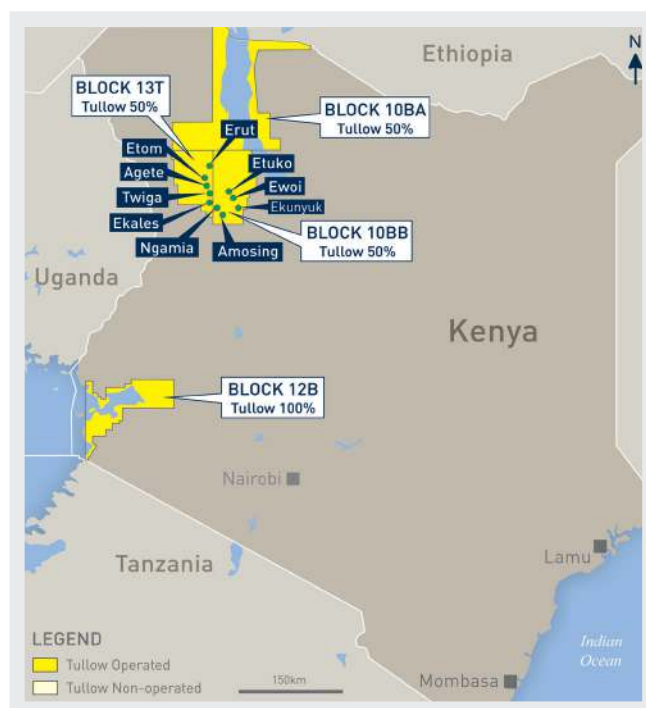 Ethiopia
N
BLOCK 13T
Tullow 50%
BLOCK 10BA
Tullow 50%
Erut
Etom
Etuko
Agete
Ewoi
Twiga
Ekunyuk
Ekales
BLOCK 10BB
Tullow 50%
Ngamia
Amosing
Uganda
Kenya
BLOCK 12B
Tullow 100%
Nairobi
Tanzania
Lamu
LEGEND
Tullow Operated
Tullow Non-operated
150km
Indian
Ocean
Mombasa